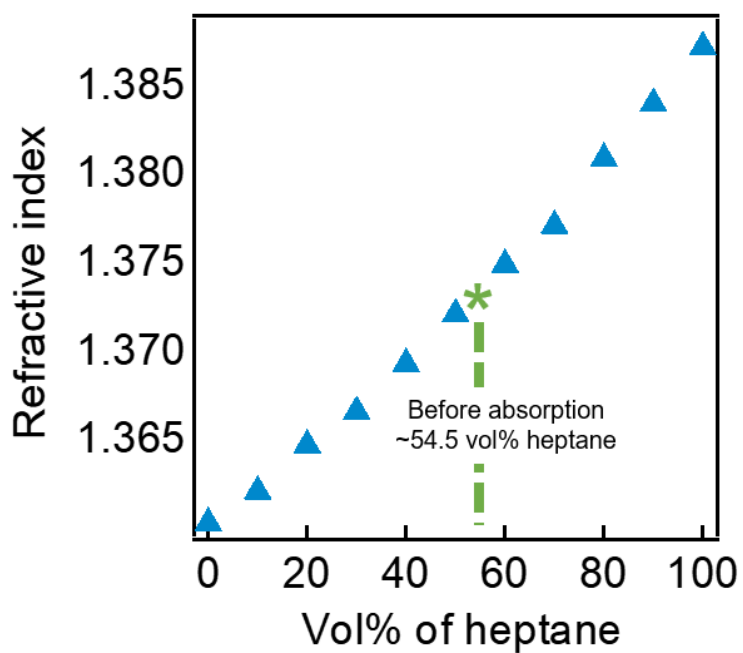 Refractive index
1.385
1.380
1.375
1.370
1.365
*
Before absorption
~54.5 vol% heptane
0 20 40 60 80 100
Vol% of heptane